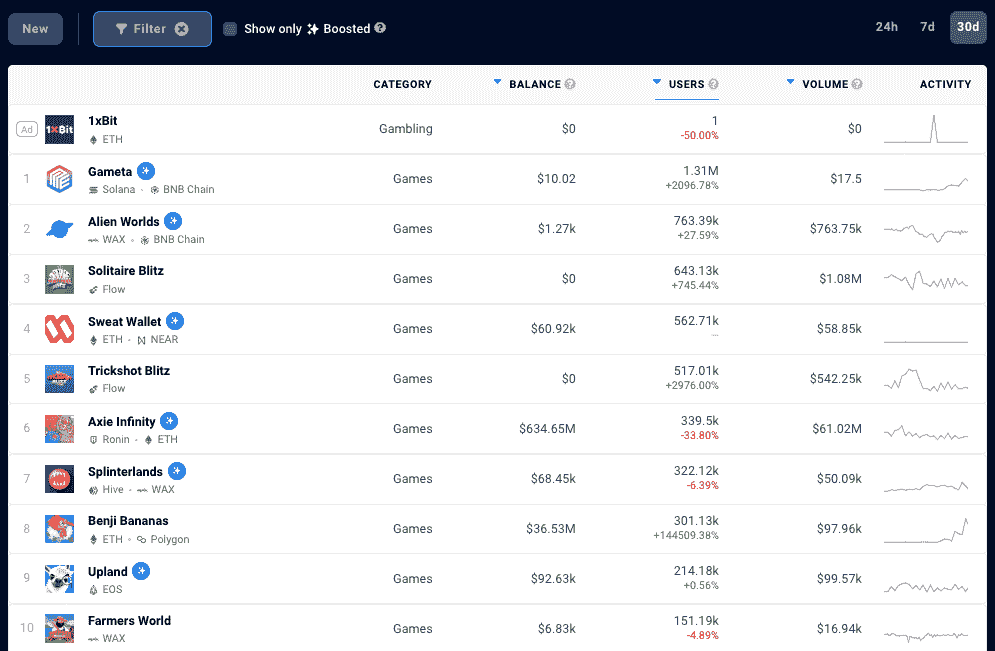 New
Filter
Show only Boosted
24h 7d 30d
CATEGORY BALANCE USERS VOLUME ACTIVITY
Ad 1xBit 1xBit Gambling $0 1 $0
ETH -50.00%
1 Gameta Games $10.02 1.31M $17.5
Solana · BNB Chain +2096.78%
2 Alien Worlds Games $1.27k 763.39k $763.75k
WAX · BNB Chain +27.59%
3 Solitaire Blitz Games $0 643.13k $1.08M
Flow +745.44%
4 Sweat Wallet Games $60.92k 562.71k $58.85k
ETH · NEAR ...
5 Trickshot Blitz Games $0 517.01k $542.25k
Flow +2976.00%
6 Axie Infinity Games $634.65M 339.5k $61.02M
Ronin · ETH -33.80%
7 Splinterlands Games $68.45k 322.12k $50.09k
Hive · WAX -6.39%
8 Benji Bananas Games $36.53M 301.13k $97.96k
ETH · Polygon +144509.38%
9 Upland Games $92.63k 214.18k $99.57k
EOS +0.56%
10 Farmers World Games $6.83k 151.19k $16.94k
WAX -4.89%